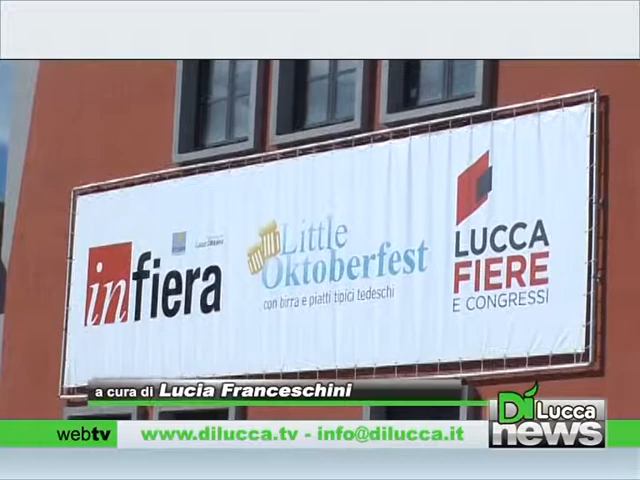 infiera
Little
Oktoberfest
con birra e piatti tipici tedeschi
LUCCA
FIERE
E CONGRESSI
a cura di Lucia Franceschini
webtv
www.dilucca.tv - info@dilucca.it
Di Lucca
news